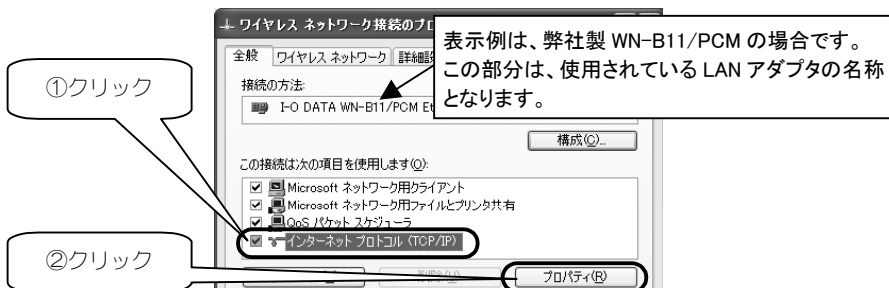 ワイヤレス ネットワーク接続のプロ
表示例は、弊社製 WN-B11/PCM の場合です。
この部分は、使用されている LAN アダプタの名称
となります。
全般
ワイヤレス ネットワーク
詳細設
接続の方法:
I-O DATA WN-B11/PCM Et
構成(C)...
①クリック
この接続は次の項目を使用します(O):
Microsoft ネットワーク用クライアント
Microsoft ネットワーク用ファイルとプリンタ共有
QoS パケット スケジューラ
インターネット プロトコル (TCP/IP)
②クリック
プロパティ(R)